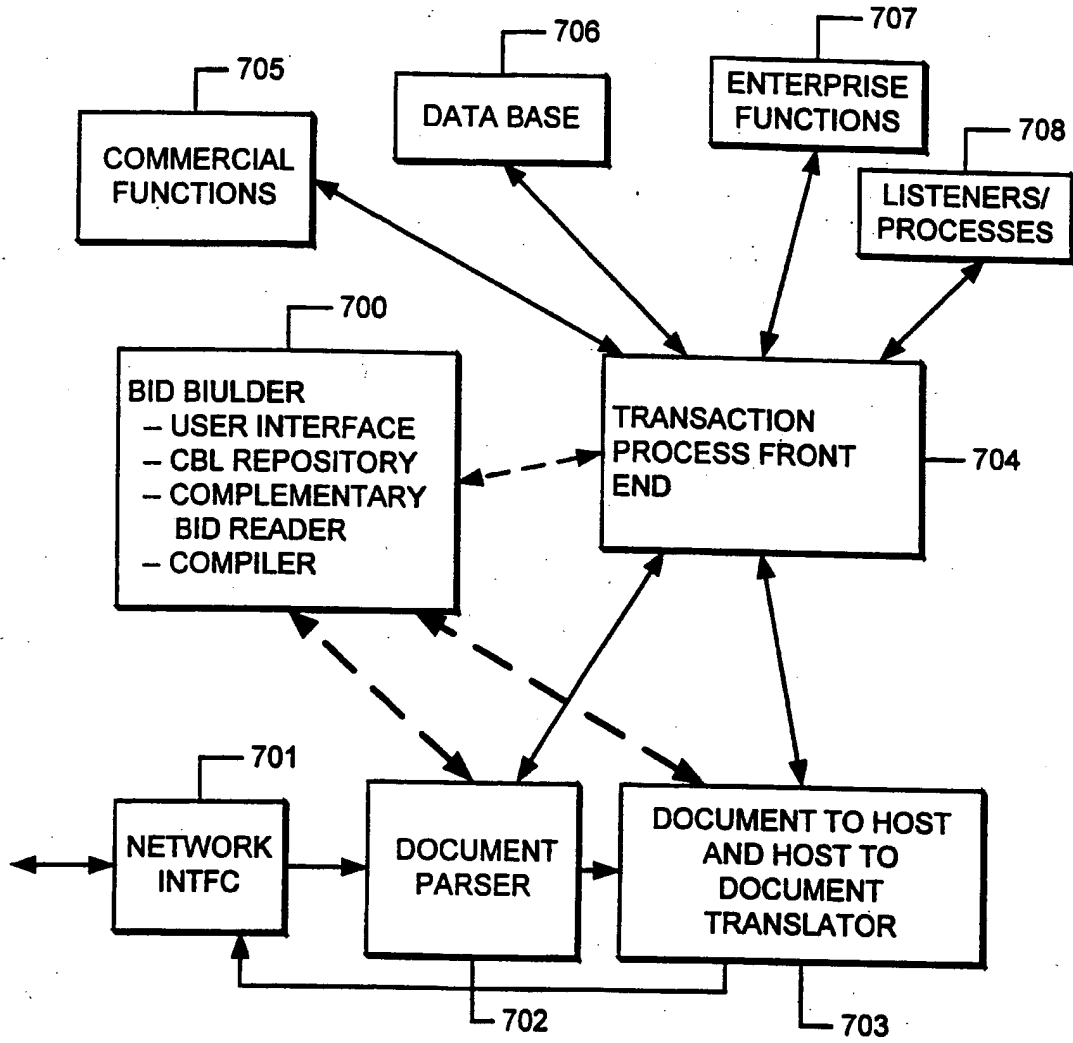 706
707
705
DATA BASE
ENTERPRISE
FUNCTIONS
708
COMMERCIAL
FUNCTIONS
LISTENERS/
PROCESSES
700
BID BIULDER
– USER INTERFACE
– CBL REPOSITORY
– COMPLEMENTARY
BID READER
– COMPILER
TRANSACTION
PROCESS FRONT
END
704
701
NETWORK
INTFC
DOCUMENT
PARSER
DOCUMENT TO HOST
AND HOST TO
DOCUMENT
TRANSLATOR
702
703